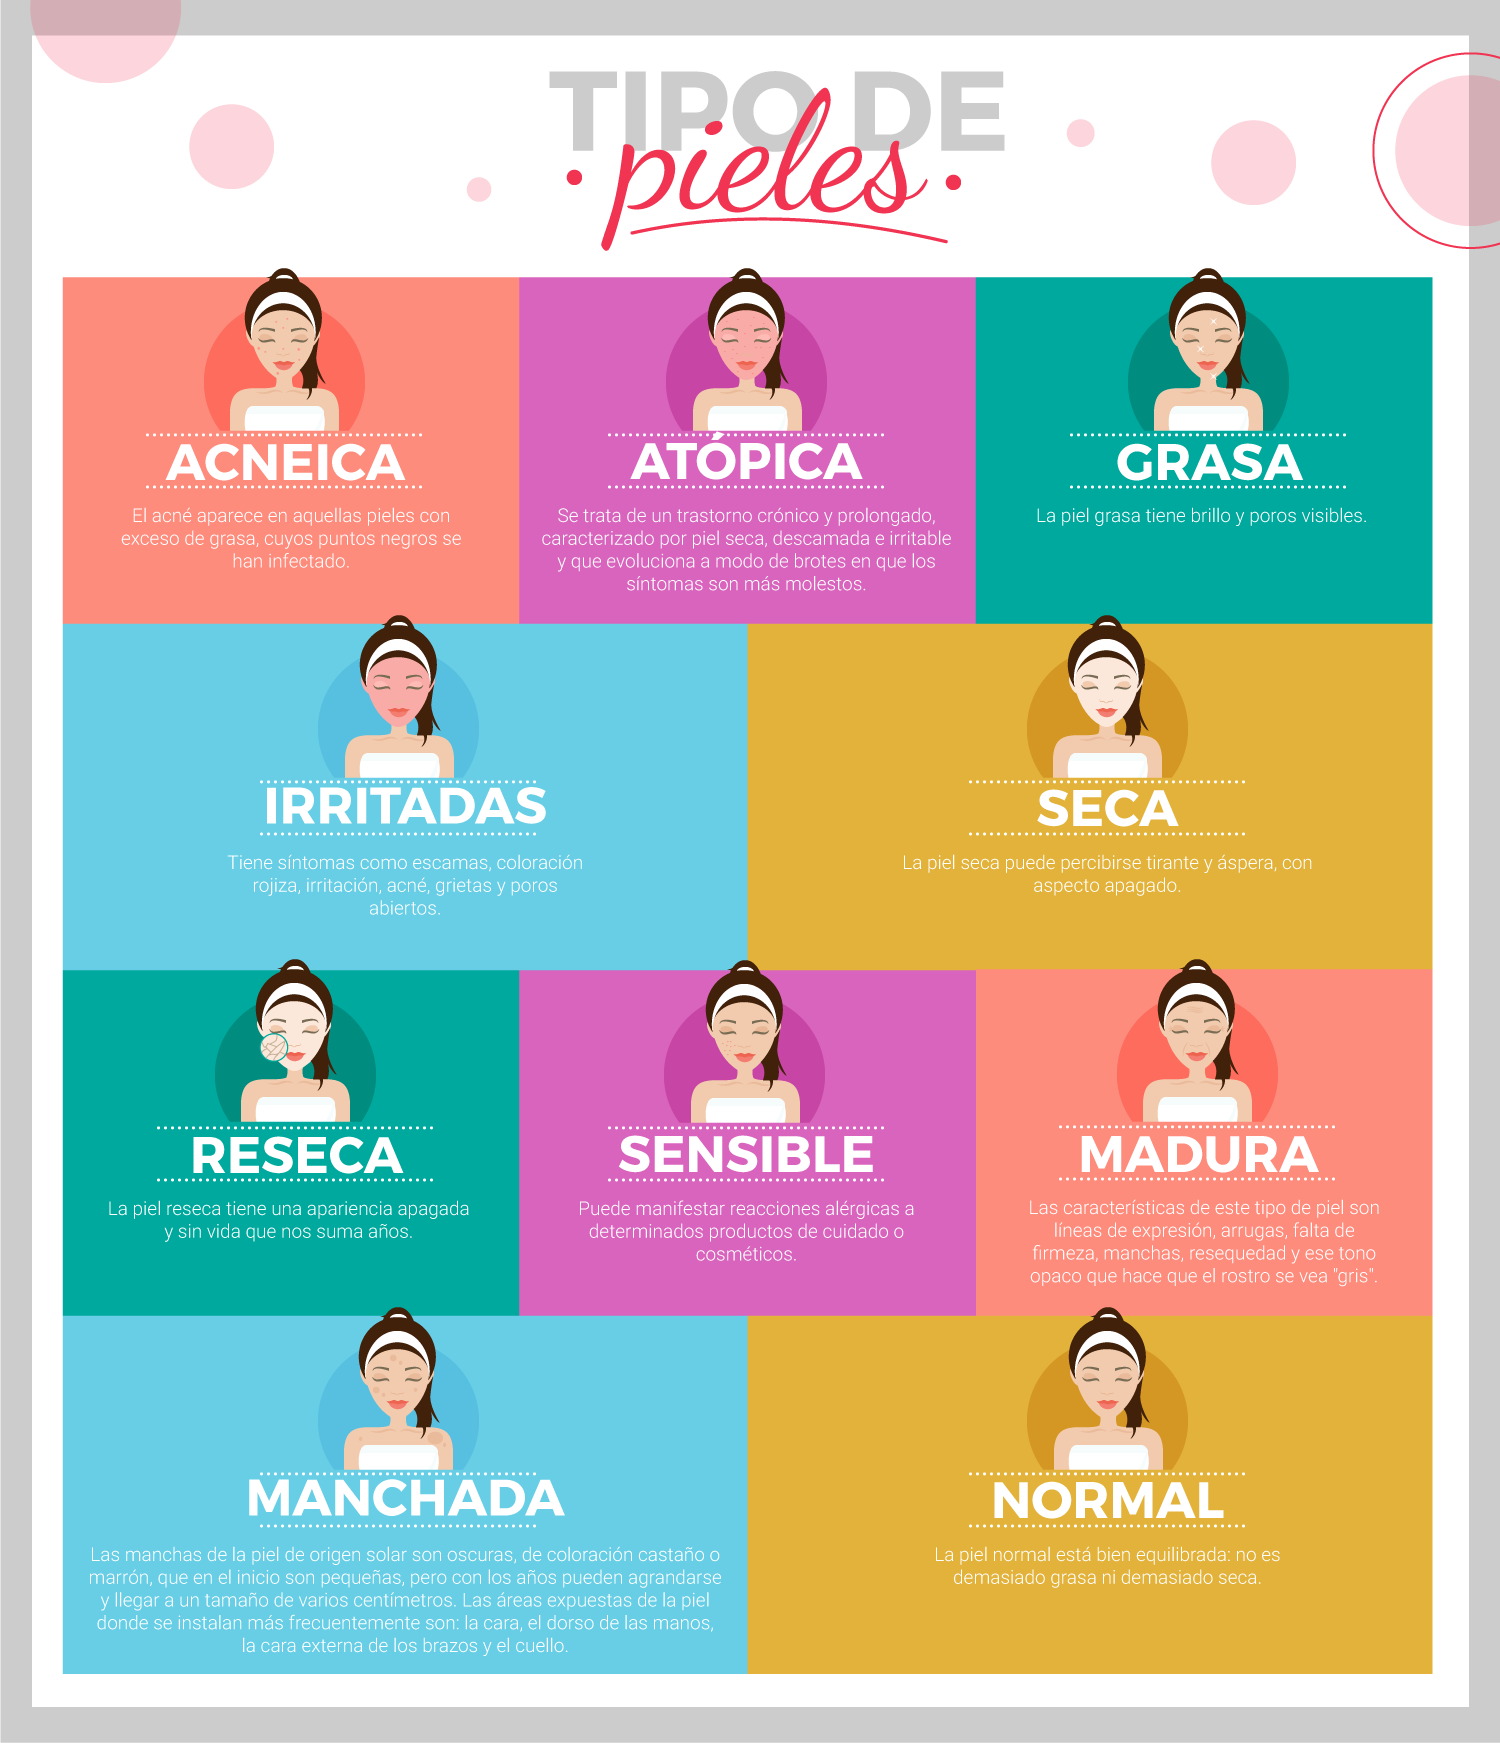 TIPO DE
pieles
ACNEICA
El acné aparece en aquellas pieles con
exceso de grasa, cuyos puntos negros se
han infectado.
ATÓPICA
Se trata de un trastorno crónico y prolongado,
caracterizado por piel seca, descamada e irritable
y que evoluciona a modo de brotes en que los
síntomas son más molestos.
GRASA
La piel grasa tiene brillo y poros visibles.
IRRITADAS
Tiene síntomas como escamas, coloración
rojiza, irritación, acné, grietas y poros
abiertos.
SECA
La piel seca puede percibirse tirante y áspera, con
aspecto apagado.
RESECA
La piel reseca tiene una apariencia apagada
y sin vida que nos suma años.
SENSIBLE
Puede manifestar reacciones alérgicas a
determinados productos de cuidado o
cosméticos.
MADURA
Las características de este tipo de piel son
líneas de expresión, arrugas, falta de
firmeza, manchas, resequedad y ese tono
opaco que hace que el rostro se vea "gris".
MANCHADA
Las manchas de la piel de origen solar son oscuras, de coloración castaño o
marrón, que en el inicio son pequeñas, pero con los años pueden agrandarse
y llegar a un tamaño de varios centímetros. Las áreas expuestas de la piel
donde se instalan más frecuentemente son: la cara, el dorso de las manos,
la cara externa de los brazos y el cuello.
NORMAL
La piel normal está bien equilibrada: no es
demasiado grasa ni demasiado seca.